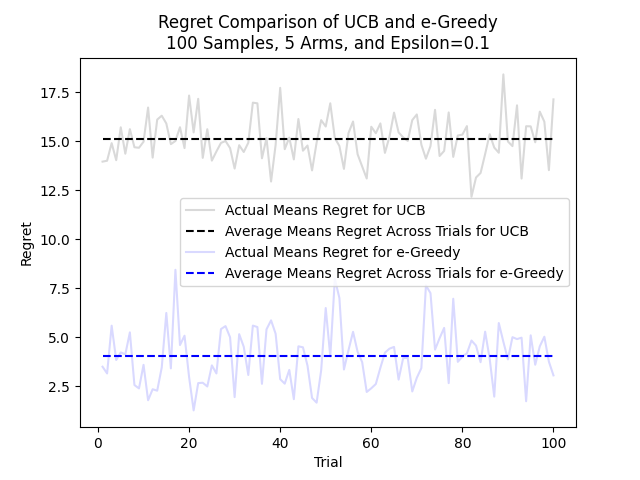 Regret Comparison of UCB and e-Greedy
100 Samples, 5 Arms, and Epsilon=0.1
17.5
15.0
12.5
10.0
7.5
5.0
2.5
Regret
Actual Means Regret for UCB
Average Means Regret Across Trials for UCB
Actual Means Regret for e-Greedy
Average Means Regret Across Trials for e-Greedy
0 20 40 60 80 100
Trial